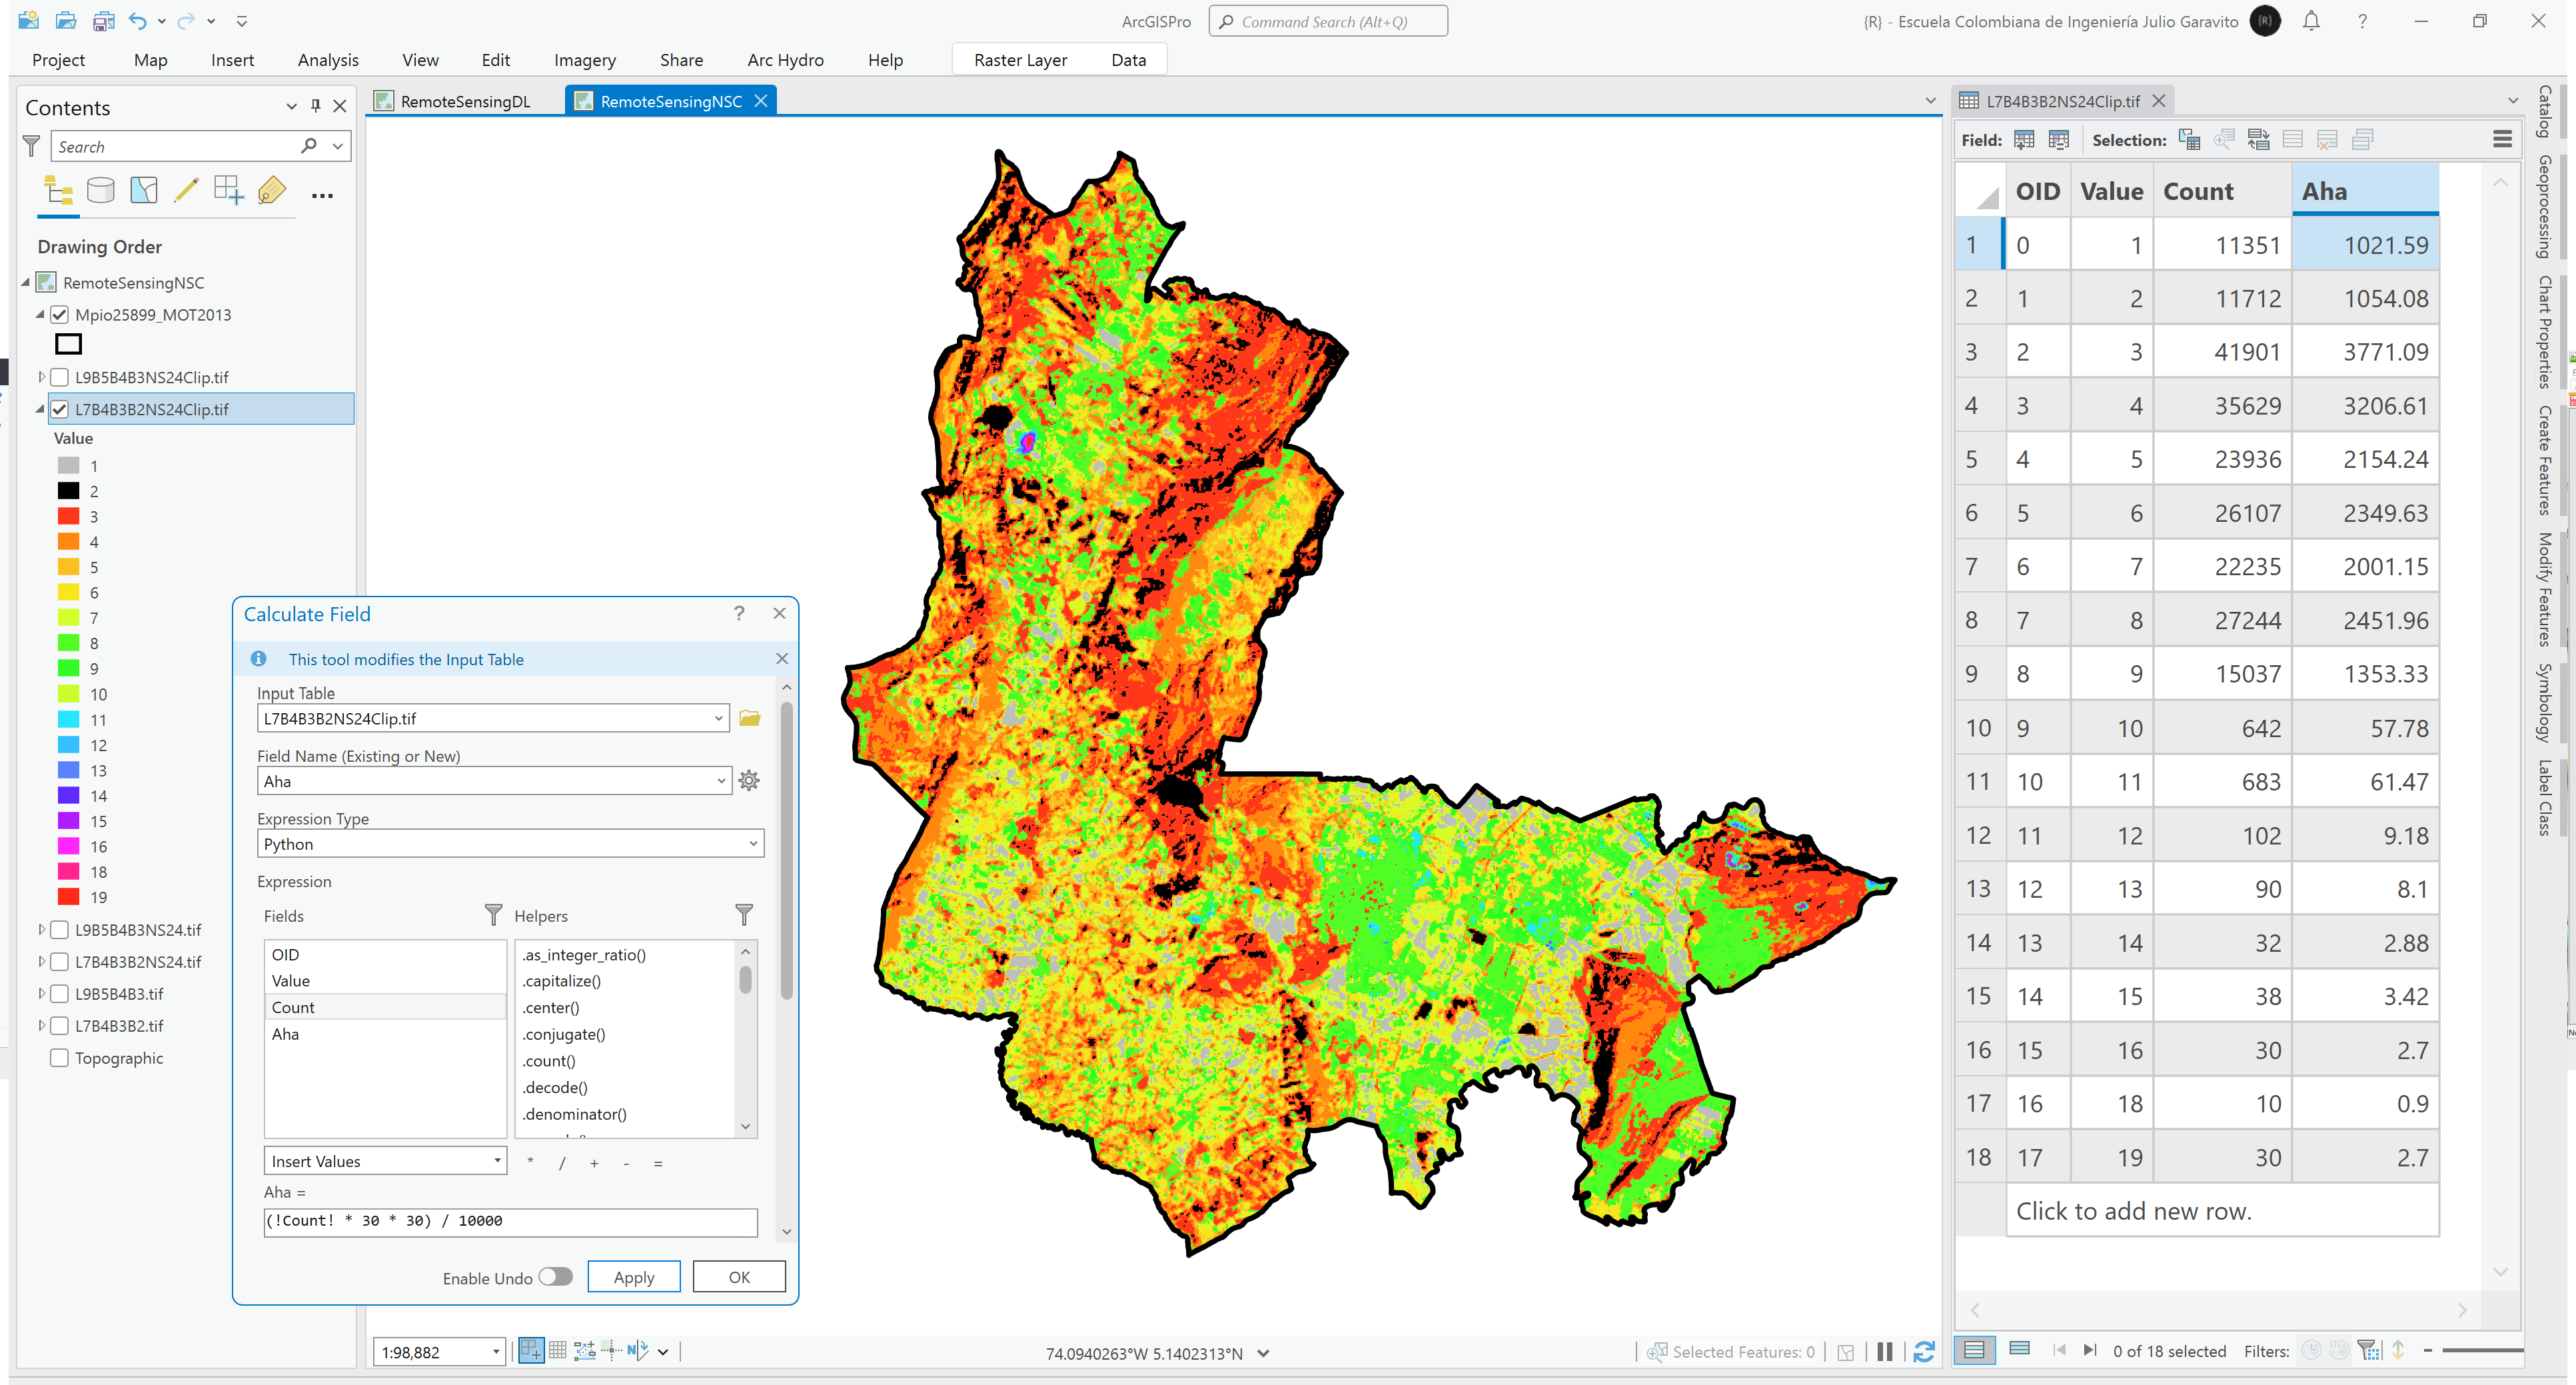 ArcGISPro
Command Search (Alt+Q)
{R} - Escuela Colombiana de Ingeniería Julio Garavito
{R}
?
Project
Map
Insert
Analysis
View
Edit
Imagery
Share
Arc Hydro
Help
Raster Layer
Data
Contents
Search
Drawing Order
RemoteSensingNSC
Mpio25899_MOT2013
L9B5B4B3NS24Clip.tif
L7B4B3B2NS24Clip.tif
Value
1
2
3
4
5
6
7
8
9
10
11
12
13
14
15
16
18
19
L9B5B4B3NS24.tif
L7B4B3B2NS24.tif
L9B5B4B3.tif
L7B4B3B2.tif
Topographic
RemoteSensingDL
RemoteSensingNSC
Calculate Field
?
This tool modifies the Input Table
Input Table
L7B4B3B2NS24Clip.tif
Field Name (Existing or New)
Aha
Expression Type
Python
Expression
Fields
Helpers
OID
Value
Count
Aha
.as_integer_ratio()
.capitalize()
.center()
.conjugate()
.count()
.decode()
.denominator()
Insert Values
* / + - =
Aha =
(!Count! * 30 * 30) / 10000
Enable Undo
Apply
OK
1:98,882
74.0940263°W 5.1402313°N
Selected Features: 0
L7B4B3B2NS24Clip.tif
Field:
Selection:
OID Value Count Aha
1 0 1 11351 1021.59
2 1 2 11712 1054.08
3 2 3 41901 3771.09
4 3 4 35629 3206.61
5 4 5 23936 2154.24
6 5 6 26107 2349.63
7 6 7 22235 2001.15
8 7 8 27244 2451.96
9 8 9 15037 1353.33
10 9 10 642 57.78
11 10 11 683 61.47
12 11 12 102 9.18
13 12 13 90 8.1
14 13 14 32 2.88
15 14 15 38 3.42
16 15 16 30 2.7
17 16 18 10 0.9
18 17 19 30 2.7
Click to add new row.
0 of 18 selected
Filters:
Catalog
Geoprocessing
Chart Properties
Create Features
Modify Features
Symbology
Label Class